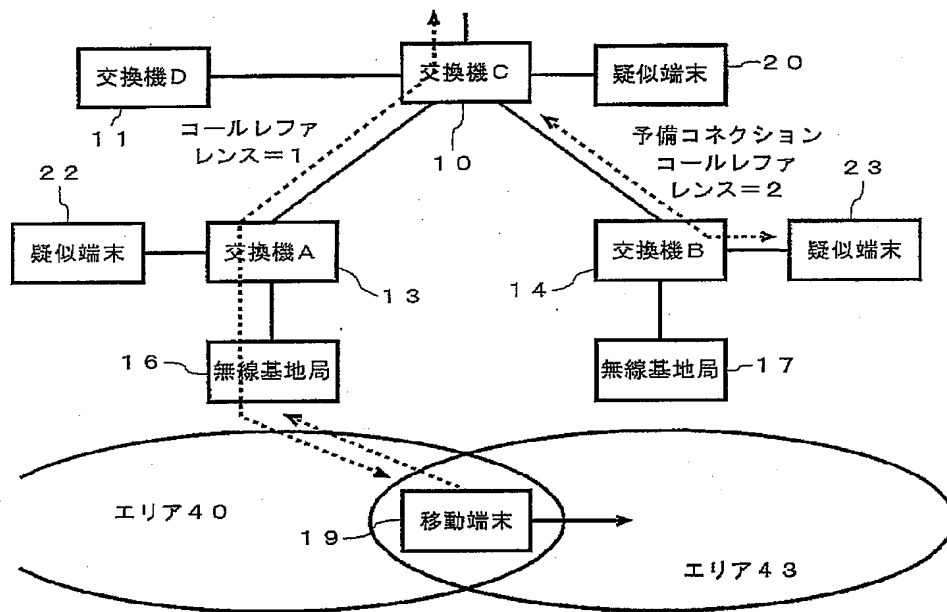 交換機D
交換機C
疑似端末
20
11
コールレファ
レンス=1
10
予備コネクション
コールレファ
レンス=2
22
23
疑似端末
交換機A
交換機B
疑似端末
13
14
16
無線基地局
無線基地局
17
エリア40
移動端末
19
エリア43